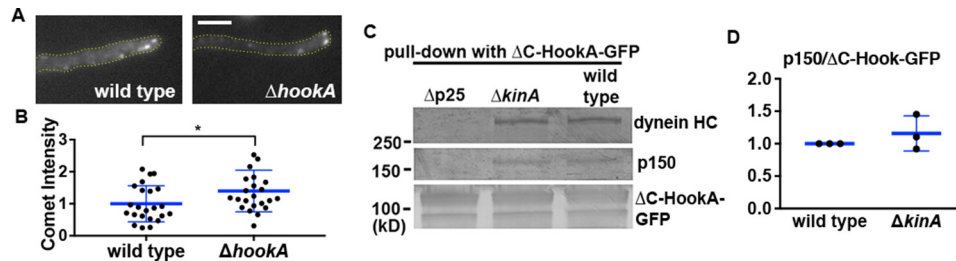 A
wild type
ΔhookA
B
Comet Intensity
3
2
1
0
*
wild type
ΔhookA
C
pull-down with ΔC-HookA-GFP
Δp25
ΔkinA
wild
type
250
dynein HC
150
p150
100
(kD)
ΔC-HookA-
GFP
D
p150/ΔC-Hook-GFP
2.0
1.5
1.0
0.5
0.0
wild type
ΔkinA